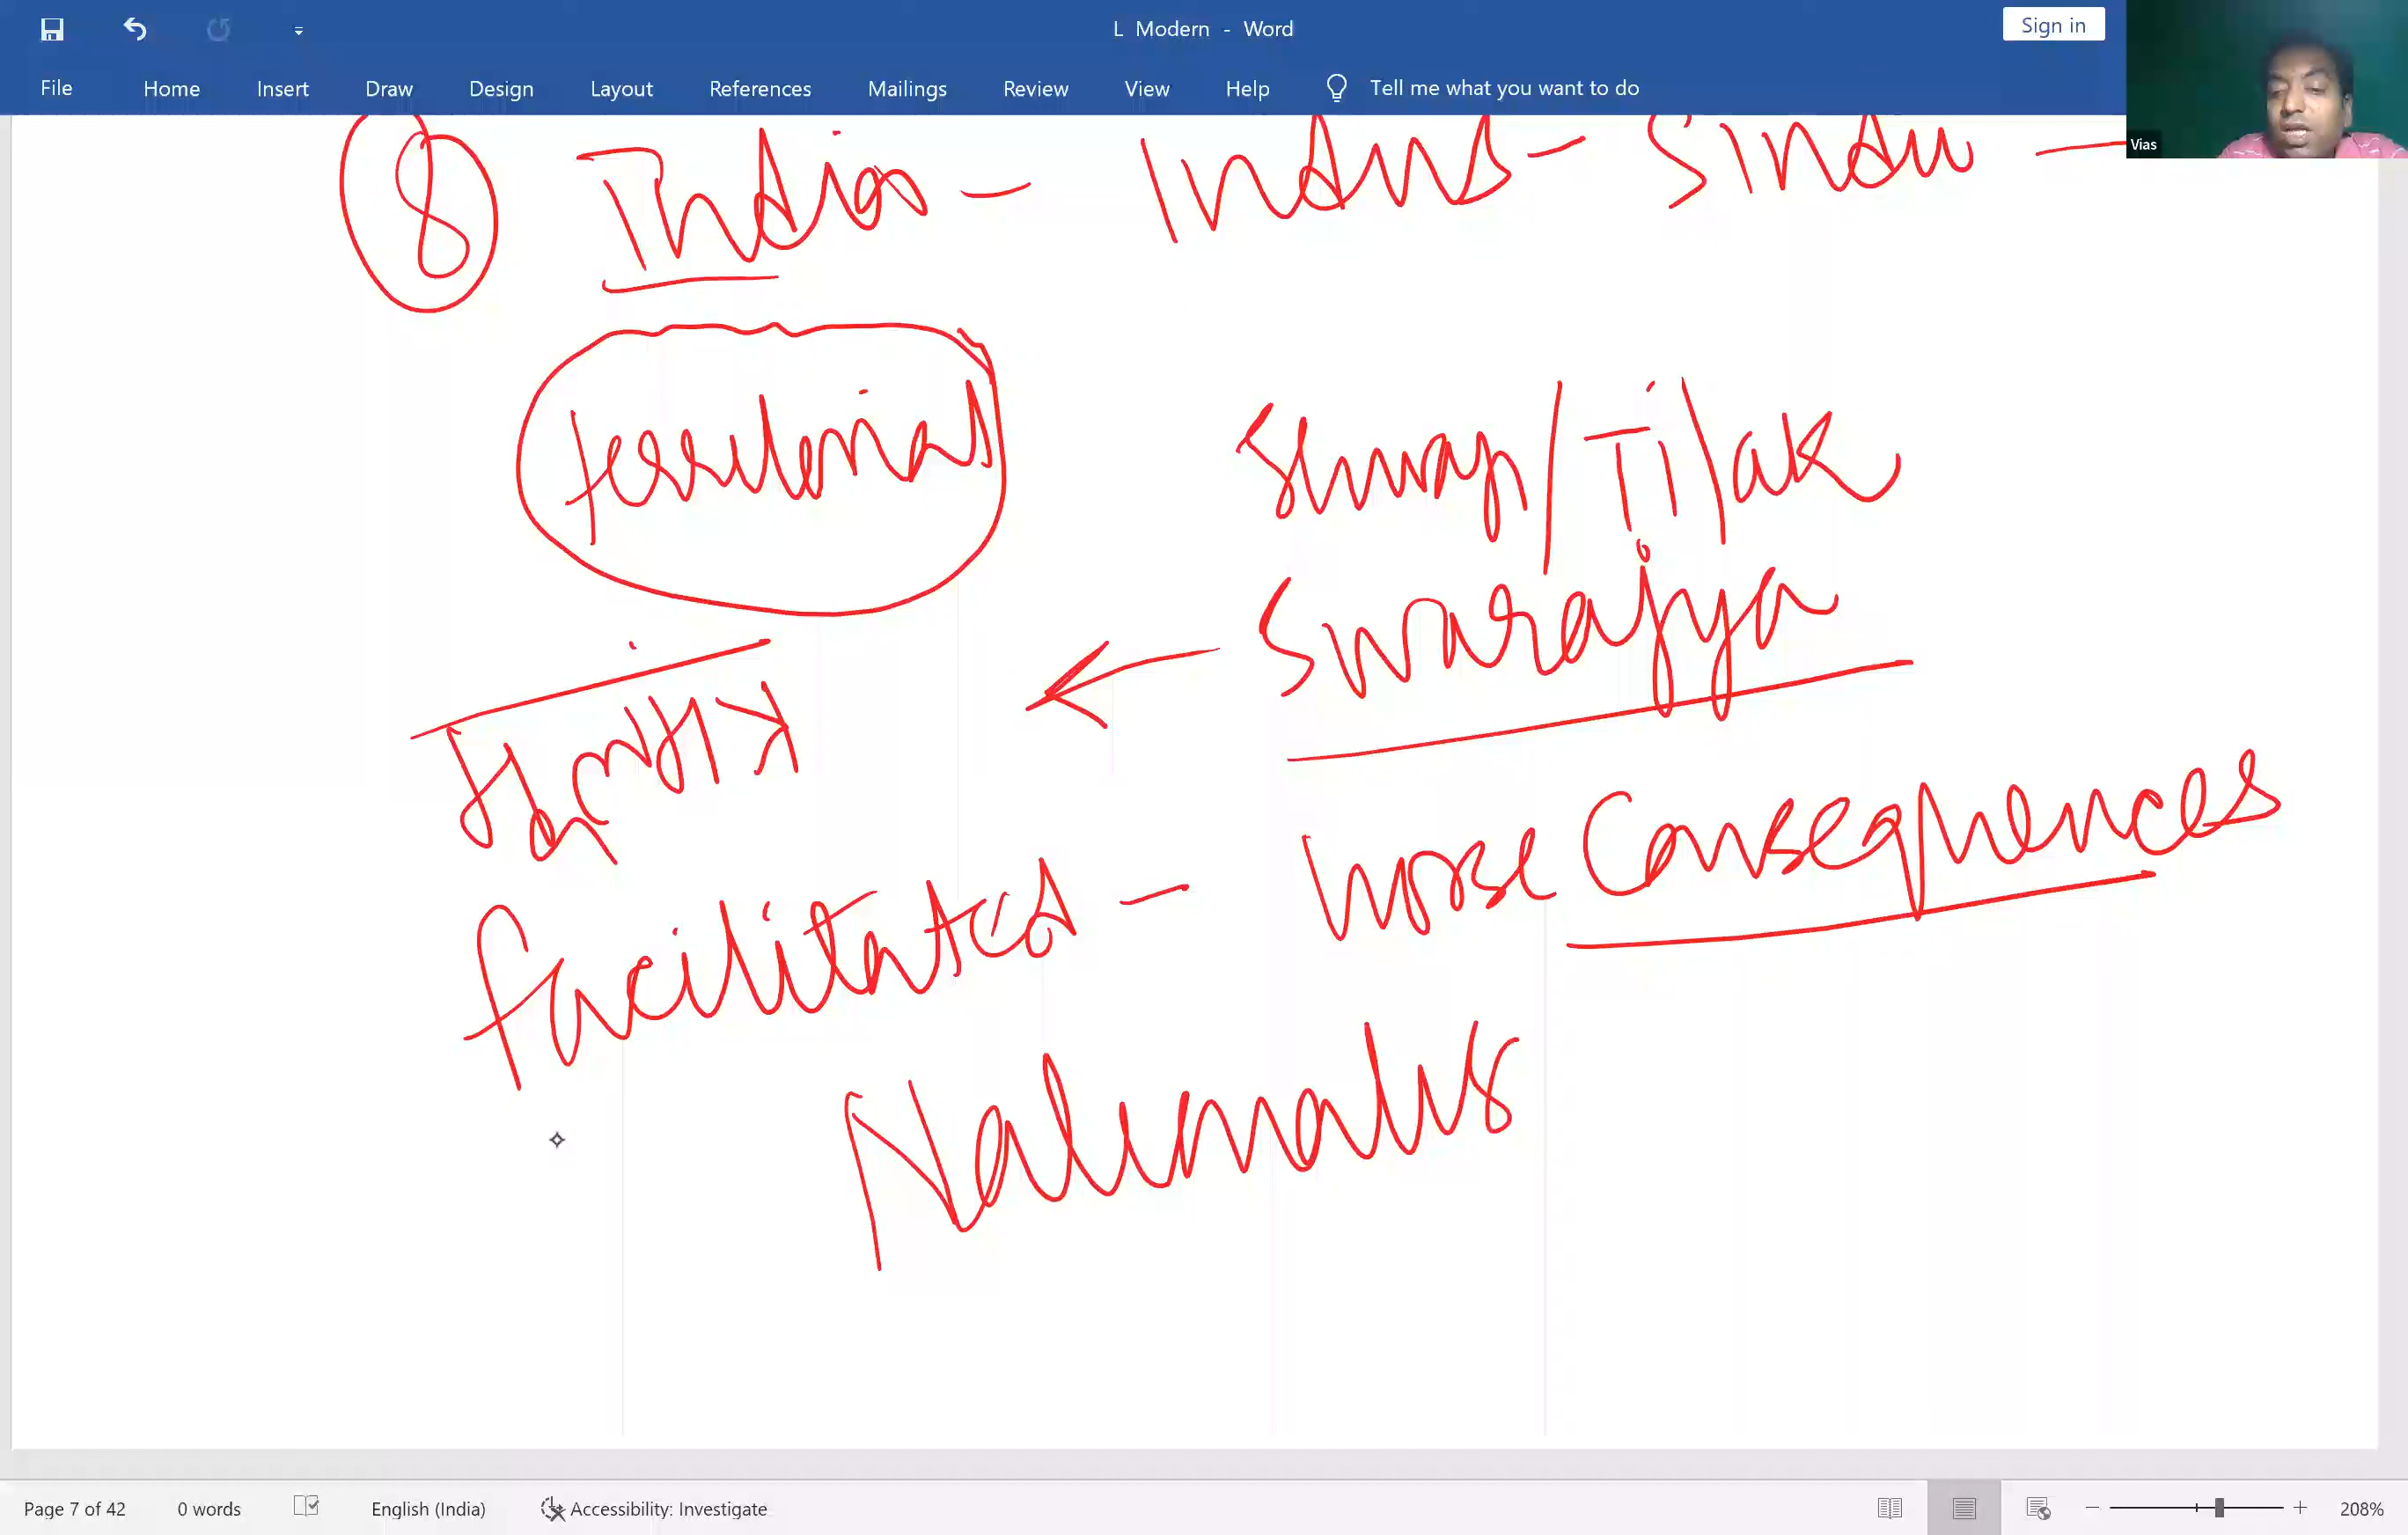 L Modern - Word
Sign in
File Home Insert Draw Design Layout References Mailings Review View Help Tell me what you want to do
Vias
8 India - Indus - Sindu -
territorial
Shivaji / Tilak
Swarajya
worse Consequences
facilitated -
Nationalis
Page 7 of 42 0 words English (India) Accessibility: Investigate 208%